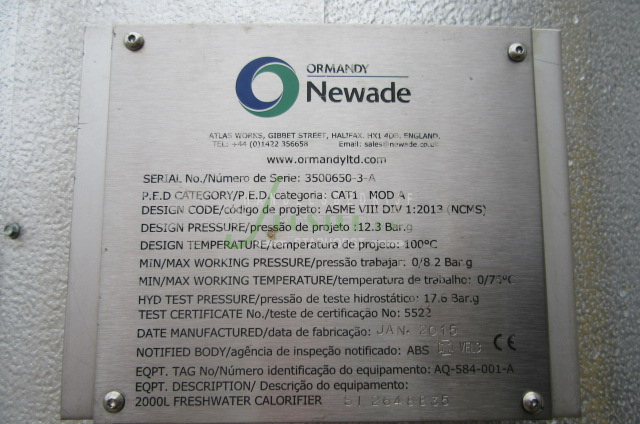 ORMANDY
Newade
ATLAS WORKS, GIBBET STREET, HALIFAX. HX1 4DB. ENGLAND.
TEL: +44 (0)1422 356658 Email: sales@newade.co.uk
www.ormandyltd.com
SERIAL No./Número de Serie: 3500650-3-A
P.E.D CATEGORY/P.E.D. categoria: CAT1 MOD A
DESIGN CODE/código de projeto: ASME VIII DIV 1:2013 (NCMS)
DESIGN PRESSURE/pressão de projeto :12.3 Bar.g
DESIGN TEMPERATURE/temperatura de projeto: 100ºC
MIN/MAX WORKING PRESSURE/pressão trabajar: 0/8.2 Bar.g
MIN/MAX WORKING TEMPERATURE/temperatura de trabalho: 0/75ºC
HYD TEST PRESSURE/pressão de teste hidrostático: 17.6 Bar.g
TEST CERTIFICATE No./teste de certificação No: 5522
DATE MANUFACTURED/data de fabricação: JAN. 2015
NOTIFIED BODY/agência de inspeção notificado: ABS CE
EQPT. TAG No/Número identificação do equipamento: AQ-584-001-A
EQPT. DESCRIPTION/ Descrição do equipamento:
2000L FRESHWATER CALORIFIER